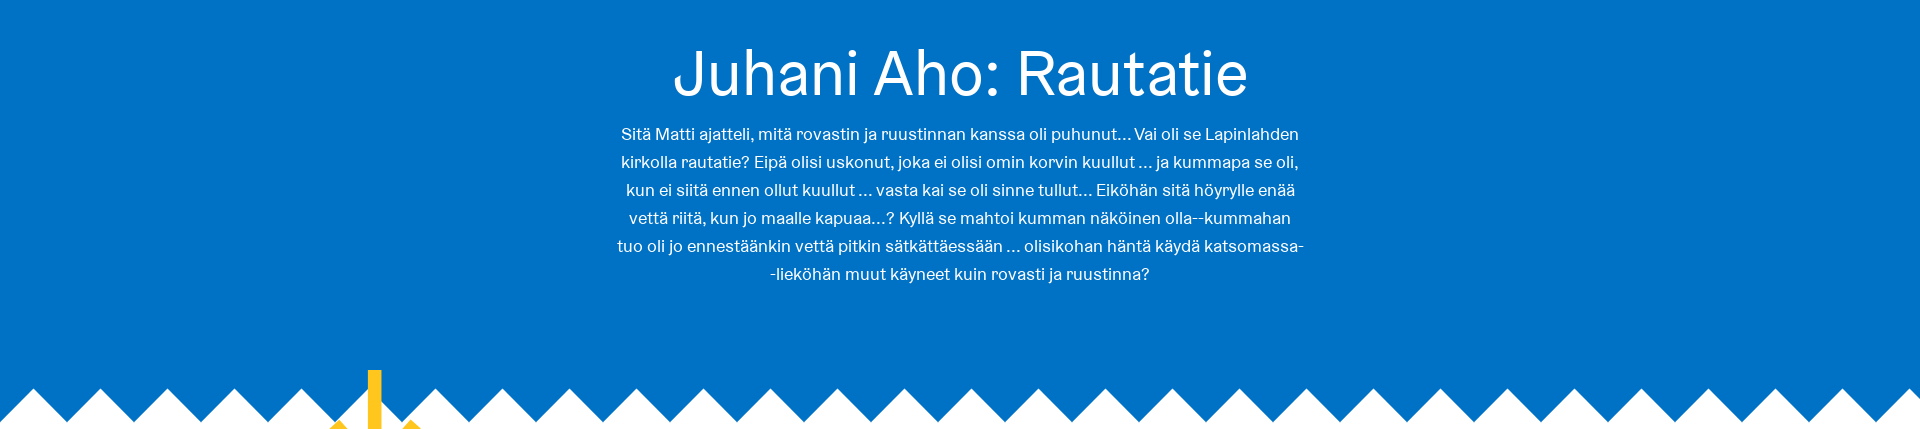 Juhani Aho: Rautatie
Sitä Matti ajatteli, mitä rovastin ja ruustinnan kanssa oli puhunut... Vai oli se Lapinlahden
kirkolla rautatie? Eipä olisi uskonut, joka ei olisi omin korvin kuullut ... ja kummapa se oli,
kun ei siitä ennen ollut kuullut ... vasta kai se oli sinne tullut... Eiköhän sitä höyrylle enää
vettä riitä, kun jo maalle kapuaa...? Kyllä se mahtoi kumman näköinen olla--kummahan
tuo oli jo ennestäänkin vettä pitkin sätkättäessään ... olisikohan häntä käydä katsomassa-
-lieköhän muut käyneet kuin rovasti ja ruustinna?